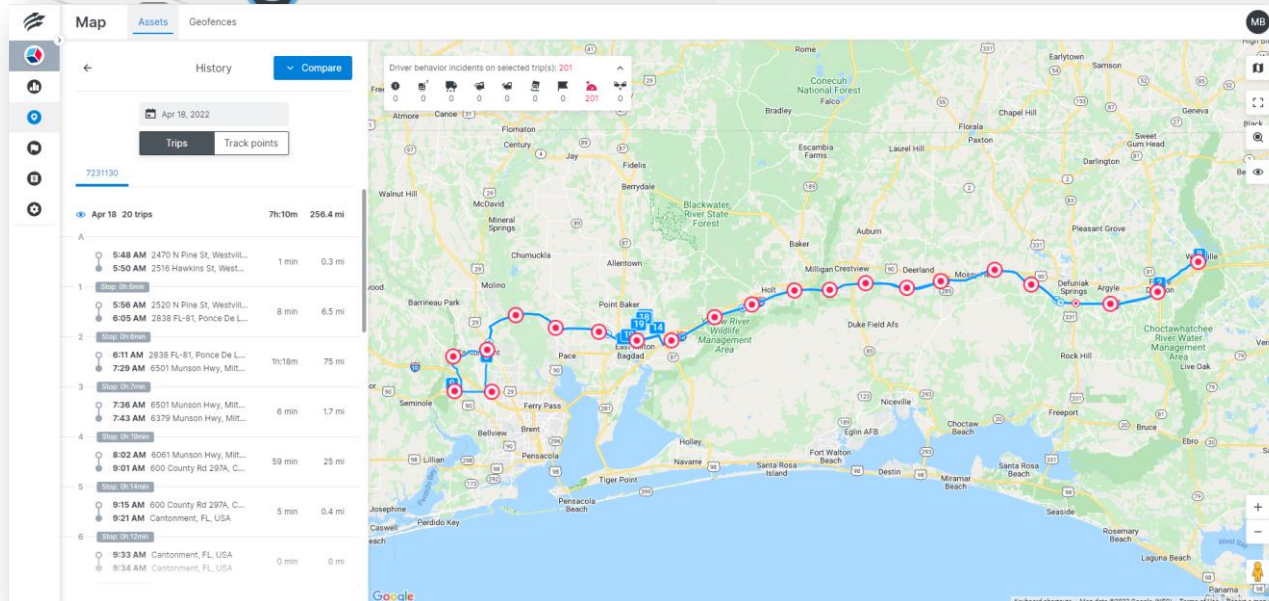 Map
Assets
Geofences
MB
History
Compare
Apr 18, 2022
Trips
Track points
7231130
Apr 18 20 trips 7h:10m 256.4 mi
A
5:48 AM 2470 N Pine St, Westvill...
5:50 AM 2516 Hawkins St, West...
1 min 0.3 mi
1 Stop: 0h:6min
5:56 AM 2520 N Pine St, Westvill...
6:05 AM 2838 FL-81, Ponce De L...
8 min 6.5 mi
2 Stop: 0h:6min
6:11 AM 2838 FL-81, Ponce De L...
7:29 AM 6501 Munson Hwy, Milt...
1h:18m 75 mi
3 Stop: 0h:7min
7:36 AM 6501 Munson Hwy, Milt...
7:43 AM 6379 Munson Hwy, Milt...
6 min 1.7 mi
4 Stop: 0h:19min
8:02 AM 6061 Munson Hwy, Milt...
9:01 AM 600 County Rd 297A, C...
59 min 25 mi
5 Stop: 0h:14min
9:15 AM 600 County Rd 297A, C...
9:21 AM Cantonment, FL, USA
5 min 0.4 mi
6 Stop: 0h:12min
9:33 AM Cantonment, FL, USA
9:34 AM Cantonment, FL, USA
0 min 0 mi
Driver behavior incidents on selected trip(s): 201
0 0 0 0 0 0 0 201 0
Rome
Earlytown
Samson
Conecuh
National Forest
Falco
Atmore
Canoe
Bradley
Chapel Hill
Geneva
Flomaton
Florala
Century
Jay
Escambia
Farms
Laurel Hill
Paxton
Sweet
Gum Head
Fidelis
Darlington
Walnut Hill
Berrydale
McDavid
Blackwater
River State
Forest
Mineral
Springs
Auburn
Pleasant Grove
Chumuckla
Allentown
Baker
Milligan
Crestview
Deerland
Molino
Holt
Defuniak
Springs
Argyle
Barrineau Park
Point Baker
19
14
Wildlife
Management
Area
Duke Field Afs
Choctawhatchee
River Water
Management
Area
Pace
Bagdad
Rock Hill
Live Oak
Seminole
Ferry Pass
Niceville
Freeport
Bellview
Brent
Bruce
Ebro
Lillian
Pensacola
Holley
Eglin AFB
Choctaw
Beach
Navarre
Santa Rosa
Island
Fort Walton
Beach
Destin
Miramar
Beach
Santa Rosa
Beach
Tiger Point
Pensacola
Beach
Josephine
Perdido Key
Caswell
Seaside
Rosemary
Beach
West Bay
Laguna Beach
Panama
Google